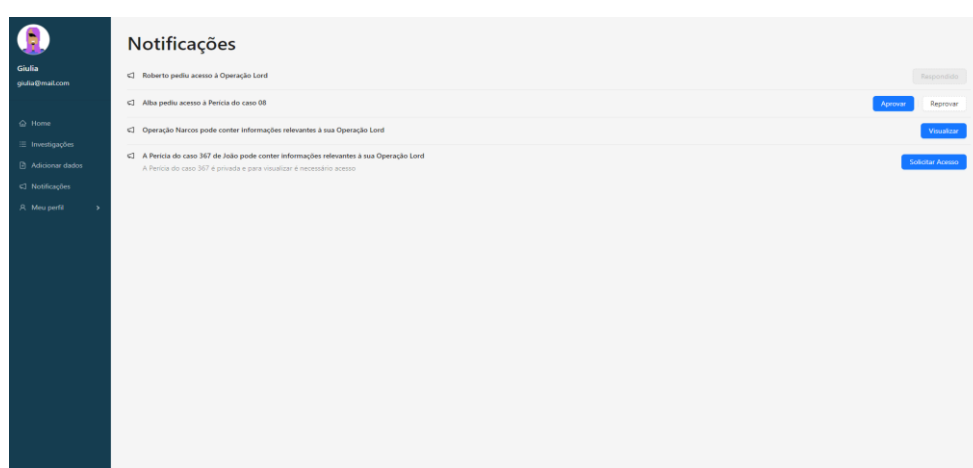 Notificações
Giulia
giulia@mail.com
Home
Investigações
Adicionar dados
Notificações
Meu perfil
Roberto pediu acesso à Operação Lord
Respondido
Alba pediu acesso à Perícia do caso 08
Aprovar
Reprovar
Operação Narcos pode conter informações relevantes à sua Operação Lord
Visualizar
A Perícia do caso 367 de João pode conter informações relevantes à sua Operação Lord
A Perícia do caso 367 é privada e para visualizar é necessário acesso
Solicitar Acesso